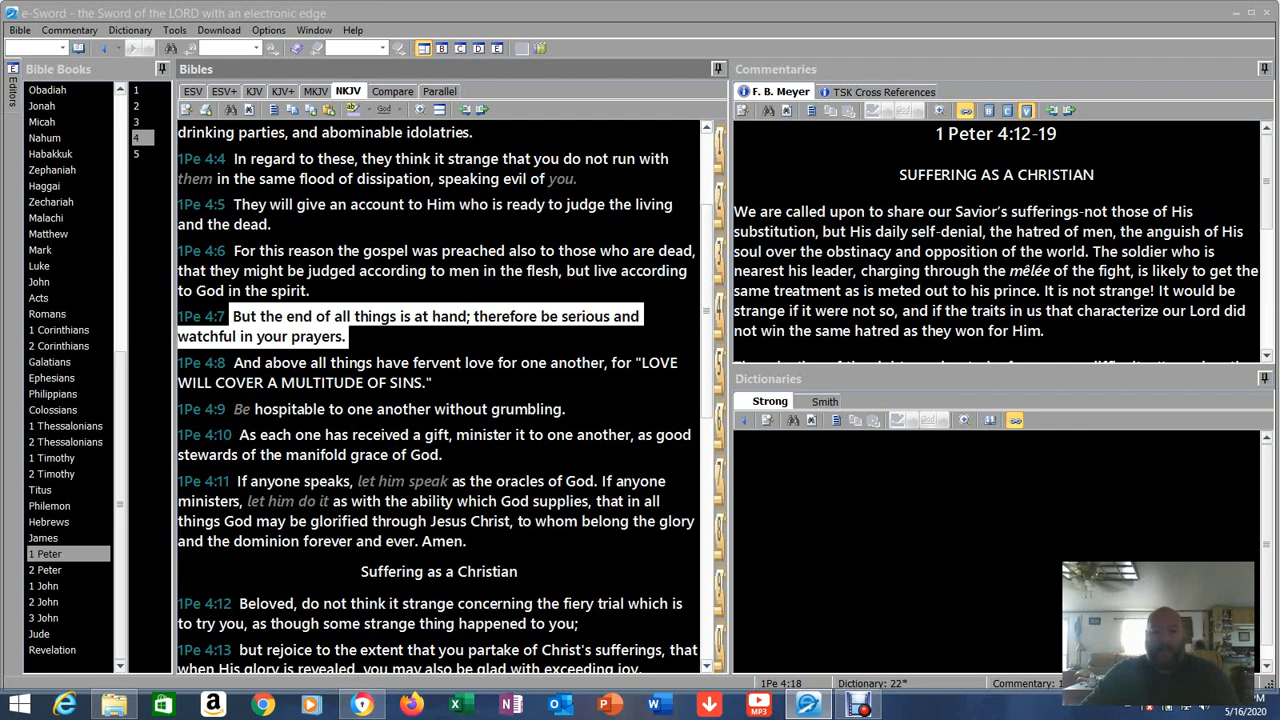 e-Sword - the Sword of the LORD with an electronic edge
Bible Commentary Dictionary Tools Download Options Window Help
B C D E
Editors
Bible Books
Obadiah
Jonah
Micah
Nahum
Habakkuk
Zephaniah
Haggai
Zechariah
Malachi
Matthew
Mark
Luke
John
Acts
Romans
1 Corinthians
2 Corinthians
Galatians
Ephesians
Philippians
Colossians
1 Thessalonians
2 Thessalonians
1 Timothy
2 Timothy
Titus
Philemon
Hebrews
James
1 Peter
2 Peter
1 John
2 John
3 John
Jude
Revelation
1
2
3
4
5
Bibles
ESV ESV+ KJV KJV+ MKJV NKJV Compare Parallel
God
drinking parties, and abominable idolatries.
1Pe 4:4 In regard to these, they think it strange that you do not run with
them in the same flood of dissipation, speaking evil of you.
1Pe 4:5 They will give an account to Him who is ready to judge the living
and the dead.
1Pe 4:6 For this reason the gospel was preached also to those who are dead,
that they might be judged according to men in the flesh, but live according
to God in the spirit.
1Pe 4:7 But the end of all things is at hand; therefore be serious and
watchful in your prayers.
1Pe 4:8 And above all things have fervent love for one another, for "LOVE
WILL COVER A MULTITUDE OF SINS."
1Pe 4:9 Be hospitable to one another without grumbling.
1Pe 4:10 As each one has received a gift, minister it to one another, as good
stewards of the manifold grace of God.
1Pe 4:11 If anyone speaks, let him speak as the oracles of God. If anyone
ministers, let him do it as with the ability which God supplies, that in all
things God may be glorified through Jesus Christ, to whom belong the glory
and the dominion forever and ever. Amen.
Suffering as a Christian
1Pe 4:12 Beloved, do not think it strange concerning the fiery trial which is
to try you, as though some strange thing happened to you;
1Pe 4:13 but rejoice to the extent that you partake of Christ's sufferings, that
when His glory is revealed, you may also be glad with exceeding joy.
Commentaries
F. B. Meyer TSK Cross References
God B C V
1 Peter 4:12-19
SUFFERING AS A CHRISTIAN
We are called upon to share our Savior's sufferings-not those of His
substitution, but His daily self-denial, the hatred of men, the anguish of His
soul over the obstinacy and opposition of the world. The soldier who is
nearest his leader, charging through the mêlée of the fight, is likely to get the
same treatment as is meted out to his prince. It is not strange! It would be
strange if it were not so, and if the traits in us that characterize our Lord did
not win the same hatred as they won for Him.
Dictionaries
Strong Smith
God
1Pe 4:18 Dictionary: 22* Commentary: 1
MP3
5/16/2020